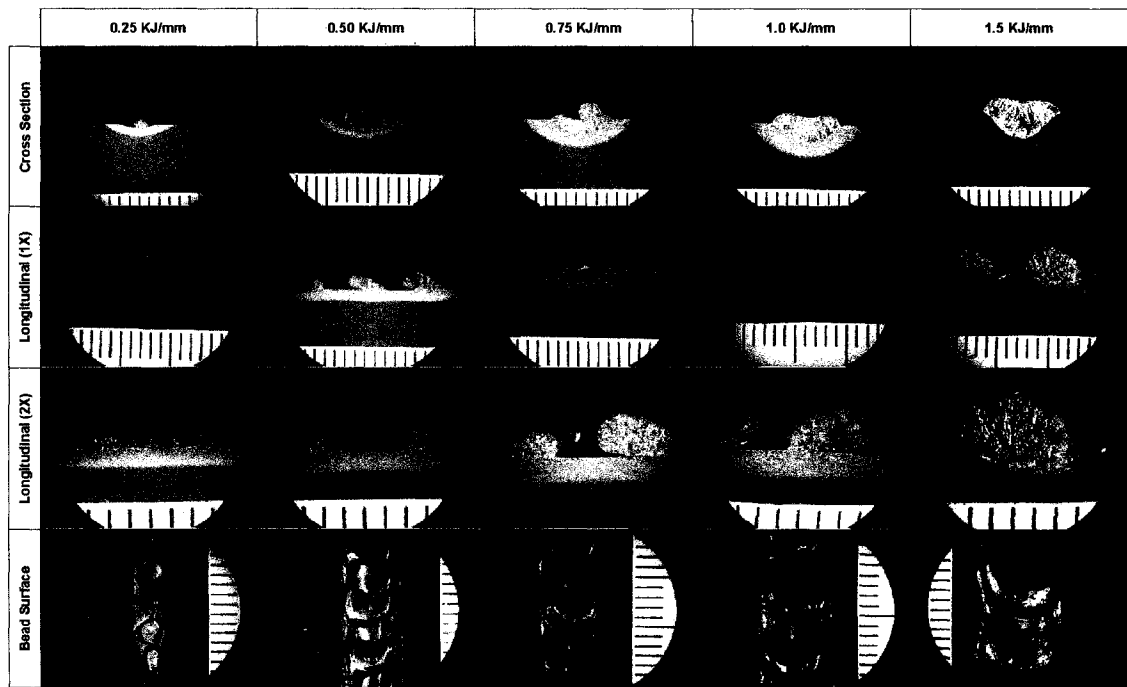 0.25 KJ/mm
0.50 KJ/mm
0.75 KJ/mm
1.0 KJ/mm
1.5 KJ/mm
Cross Section
Longitudinal (1X)
Longitudinal (2X)
Bead Surface